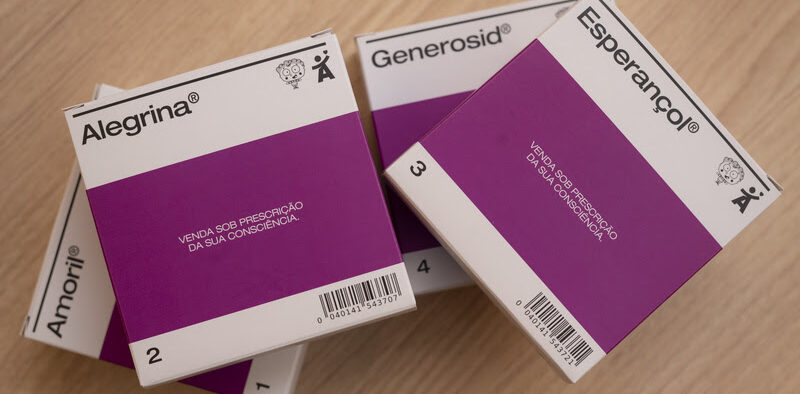 Alegrina®
VENDA SOB PRESCRIÇÃO
DA SUA CONSCIÊNCIA.
2
0 040141 543707
Generosid®
4
Esperançol®
VENDA SOB PRESCRIÇÃO
DA SUA CONSCIÊNCIA.
3
0 040141 543721
Amoril®
1